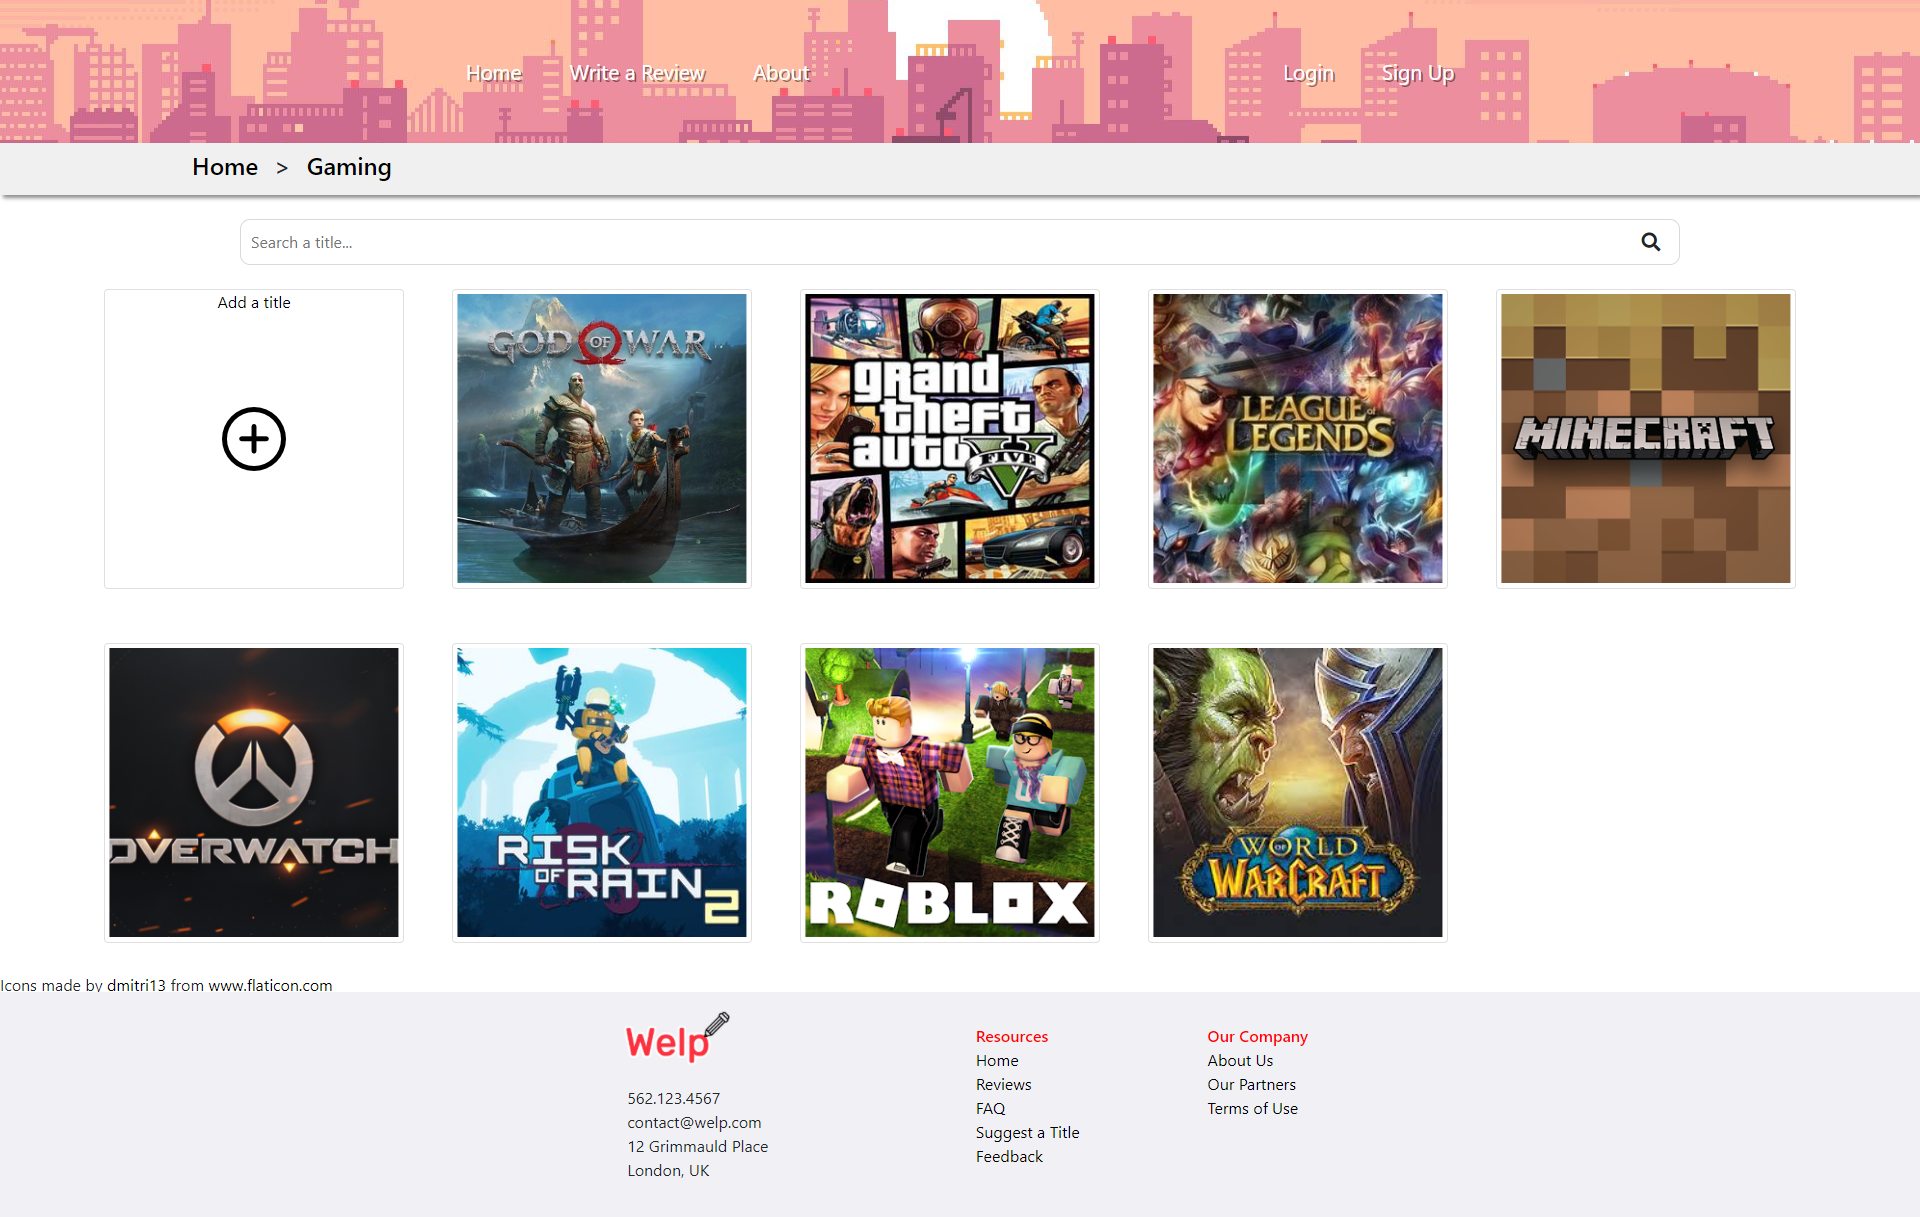 Home Write a Review About Login Sign Up
Home > Gaming
Search a title...
Add a title
GOD OF WAR
grand
theft
auto
FIVE
LEAGUE of
LEGENDS
MINECRAFT
OVERWATCH
RISK
OF RAIN 2
ROBLOX
WORLD
OF
WARCRAFT
Icons made by dmitri13 from www.flaticon.com
Welp
562.123.4567
contact@welp.com
12 Grimmauld Place
London, UK
Resources
Home
Reviews
FAQ
Suggest a Title
Feedback
Our Company
About Us
Our Partners
Terms of Use